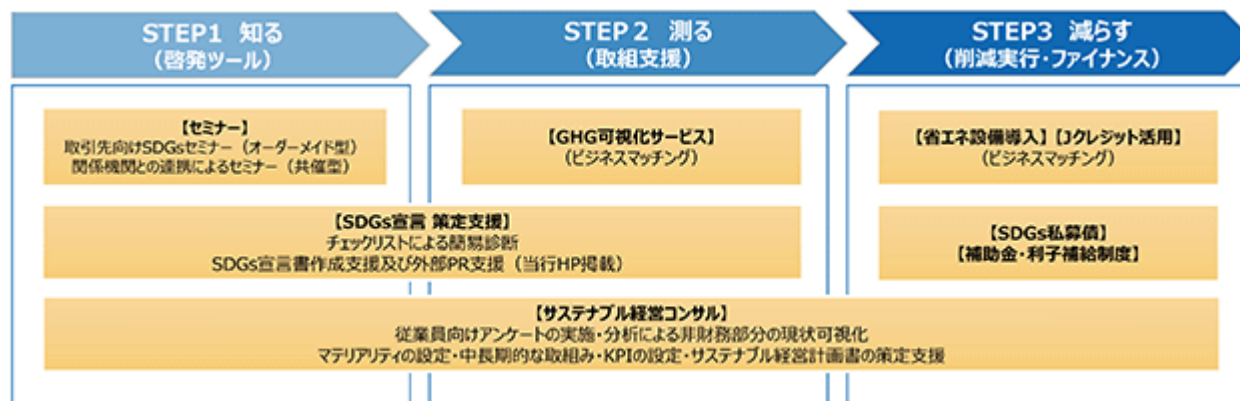 STEP1 知る
(啓発ツール)
STEP2 測る
(取組支援)
STEP3 減らす
(削減実行・ファイナンス)
【セミナー】
取引先向けSDGsセミナー（オーダーメイド型）
関係機関との連携によるセミナー（共催型）
【GHG可視化サービス】
（ビジネスマッチング）
【省エネ設備導入】【Jクレジット活用】
（ビジネスマッチング）
【SDGs宣言 策定支援】
チェックリストによる簡易診断
SDGs宣言書作成支援及び外部PR支援（当行HP掲載）
【SDGs私募債】
【補助金・利子補給制度】
【サステナブル経営コンサル】
従業員向けアンケートの実施・分析による非財務部分の現状可視化
マテリアリティの設定・中長期的な取組み・KPIの設定・サステナブル経営計画書の策定支援